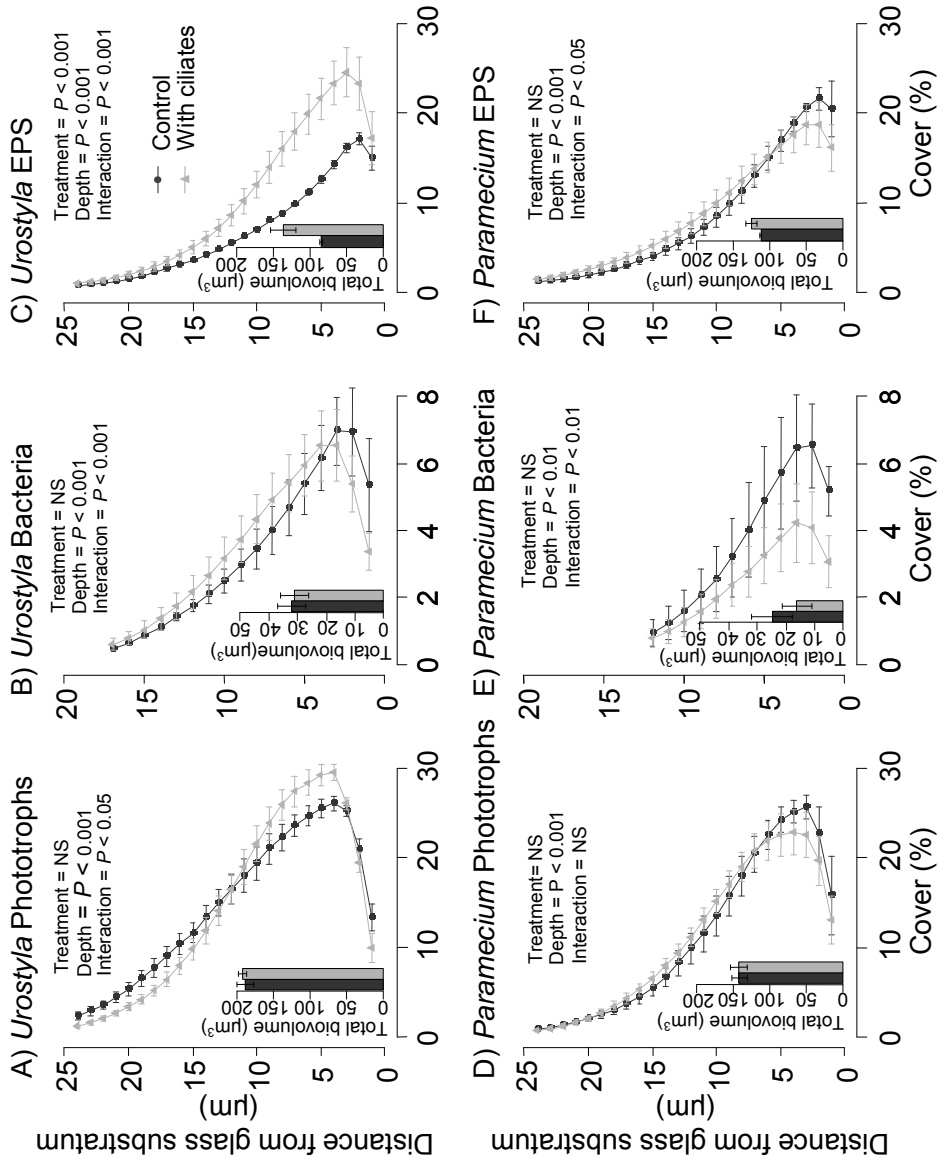 A) Urostyla Phototrophs
Treatment = NS
Depth = P < 0.001
Interaction = P < 0.05
Distance from glass substratum
(µm)
25
20
15
10
5
0
0
10
20
30
Total biovolume (µm³)
200
150
100
50
0
B) Urostyla Bacteria
Treatment = NS
Depth = P < 0.001
Interaction = P < 0.001
20
15
10
5
0
0
2
4
6
8
Total biovolume(µm³)
50
40
30
20
10
0
C) Urostyla EPS
Treatment = P < 0.001
Depth = P < 0.001
Interaction = P < 0.001
Control
With ciliates
25
20
15
10
5
0
0
10
20
30
Total biovolume (µm³)
200
150
100
50
0
D) Paramecium Phototrophs
Treatment= NS
Depth = P < 0.001
Interaction = NS
Distance from glass substratum
(µm)
25
20
15
10
5
0
0
10
20
30
Cover (%)
Total biovolume (µm³)
200
150
100
50
0
E) Paramecium Bacteria
Treatment = NS
Depth = P < 0.01
Interaction = P < 0.01
20
15
10
5
0
0
2
4
6
8
Cover (%)
Total biovolume (µm³)
50
40
30
20
10
0
F) Paramecium EPS
Treatment = NS
Depth = P < 0.001
Interaction = P < 0.05
25
20
15
10
5
0
0
10
20
30
Cover (%)
Total biovolume (µm³)
200
150
100
50
0